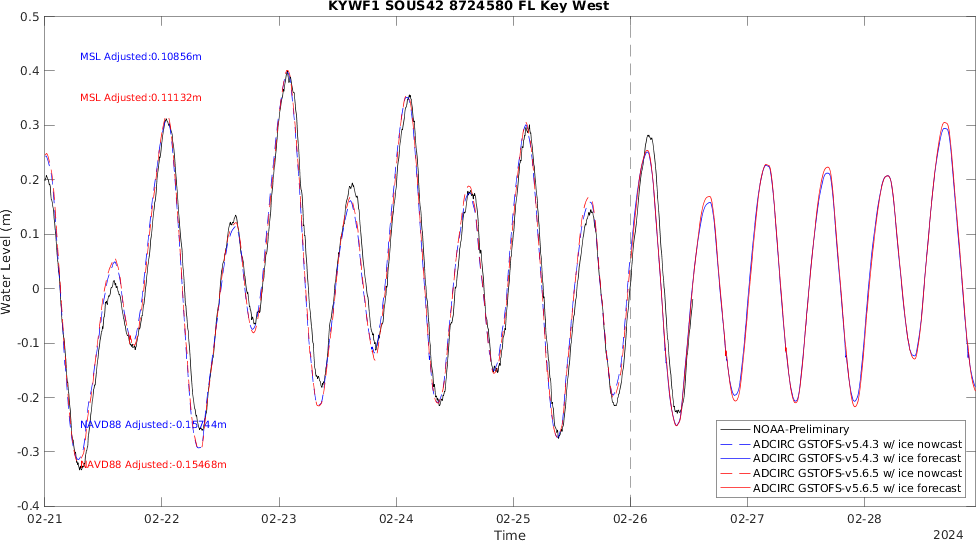 KYWF1 SOUS42 8724580 FL Key West
0.5
MSL Adjusted:0.10856m
0.4
MSL Adjusted:0.11132m
0.3
0.2
0.1
Water Level (m)
0
-0.1
-0.2
NAVD88 Adjusted:-0.15744m
NOAA-Preliminary
ADCIRC GSTOFS-v5.4.3 w/ ice nowcast
-0.3
ADCIRC GSTOFS-v5.4.3 w/ ice forecast
NAVD88 Adjusted:-0.15468m
ADCIRC GSTOFS-v5.6.5 w/ ice nowcast
ADCIRC GSTOFS-v5.6.5 w/ ice forecast
-0.4
02-21 02-22 02-23 02-24 02-25 02-26 02-27 02-28
Time
2024